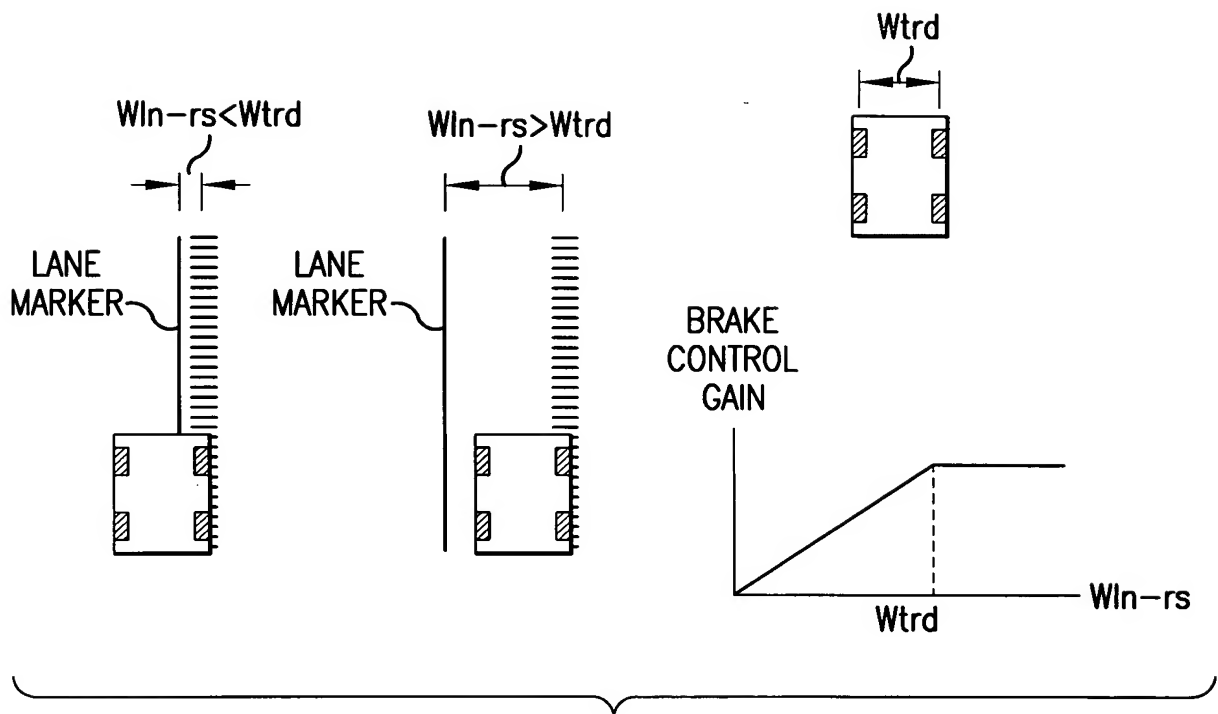 Wtrd
Wln-rs<Wtrd
Wln-rs>Wtrd
LANE
MARKER
LANE
MARKER
BRAKE
CONTROL
GAIN
Wln-rs
Wtrd